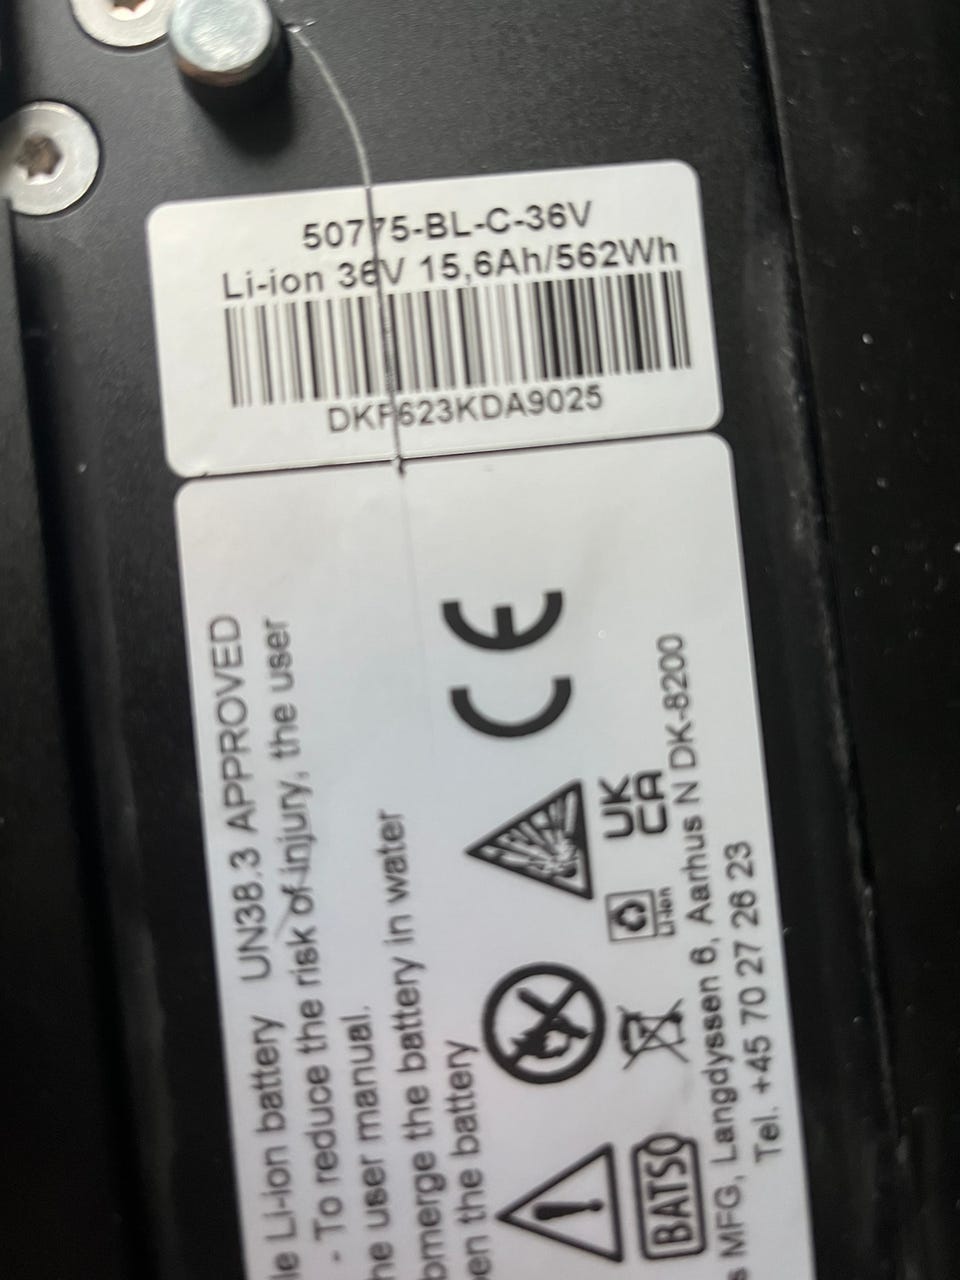 50775-BL-C-36V
Li-ion 36V 15,6Ah/562Wh
DKF623KDA9025
le Li-Ion battery UN38.3 APPROVED
- To reduce the risk of injury, the user
he user manual.
bmerge the battery in water
en the battery
CE
UK
CA
Li-Ion
BATSO
s MFG, Langdyssen 6, Aarhus N DK-8200
Tel. +45 70 27 26 23